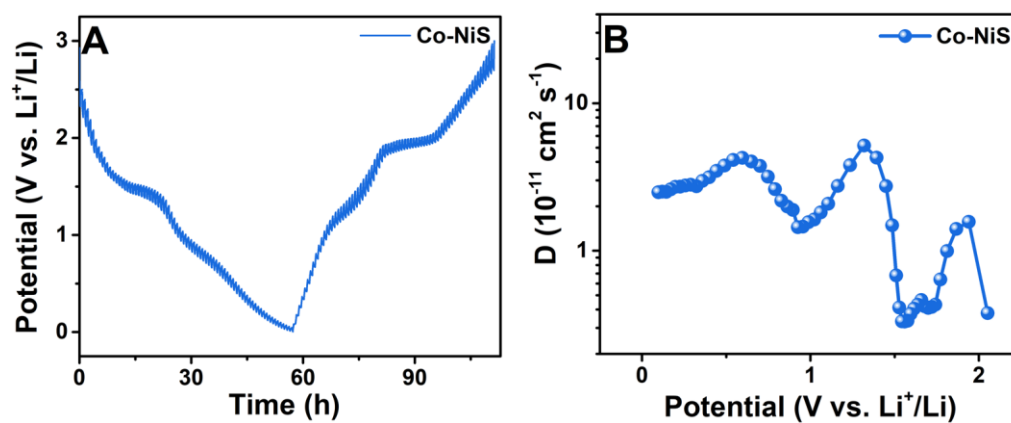 A
Co-NiS
3
2
1
0
Potential (V vs. Li⁺/Li)
0
30
60
90
Time (h)
B
Co-NiS
10
1
D (10⁻¹¹ cm² s⁻¹)
0
1
2
Potential (V vs. Li⁺/Li)